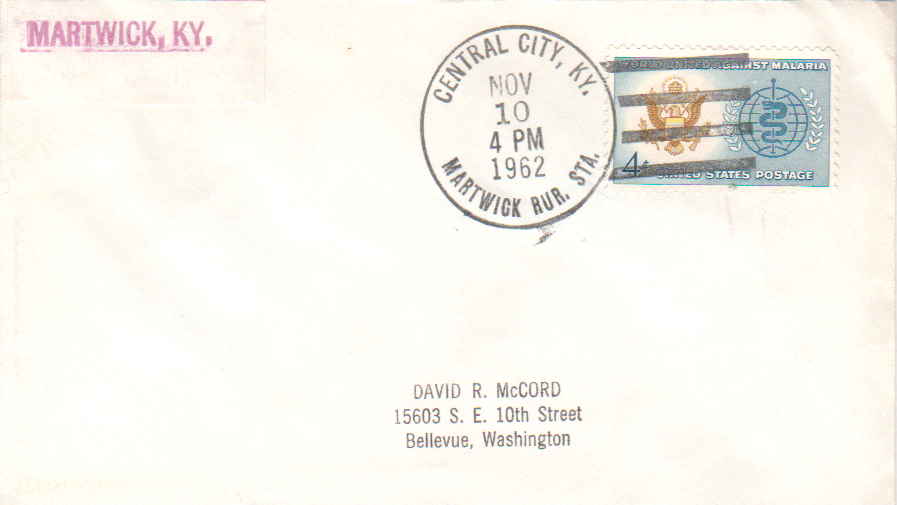 MARTWICK, KY.
CENTRAL CITY, KY.
NOV
10
4 PM
1962
MARTWICK RUR. STA.
WORLD UNITED AGAINST MALARIA
4¢
UNITED STATES POSTAGE
DAVID R. McCORD
15603 S. E. 10th Street
Bellevue, Washington